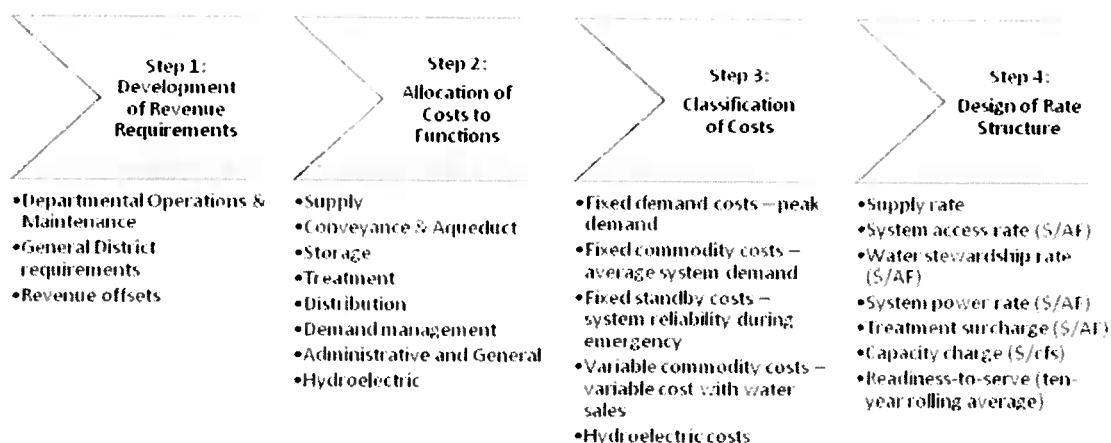 Step 1:
Development
of Revenue
Requirements
•Departmental Operations &
Maintenance
•General District
requirements
•Revenue offsets
Step 2:
Allocation of
Costs to
Functions
•Supply
•Conveyance & Aqueduct
•Storage
•Treatment
•Distribution
•Demand management
•Administrative and General
•Hydroelectric
Step 3:
Classification
of Costs
•Fixed demand costs – peak
demand
•Fixed commodity costs –
average system demand
•Fixed standby costs –
system reliability during
emergency
•Variable commodity costs –
variable cost with water
sales
•Hydroelectric costs
Step 4:
Design of Rate
Structure
•Supply rate
•System access rate ($/AF)
•Water stewardship rate
($/AF)
•System power rate ($/AF)
•Treatment surcharge ($/AF)
•Capacity charge ($/cfs)
•Readiness-to-serve (ten-
year rolling average)